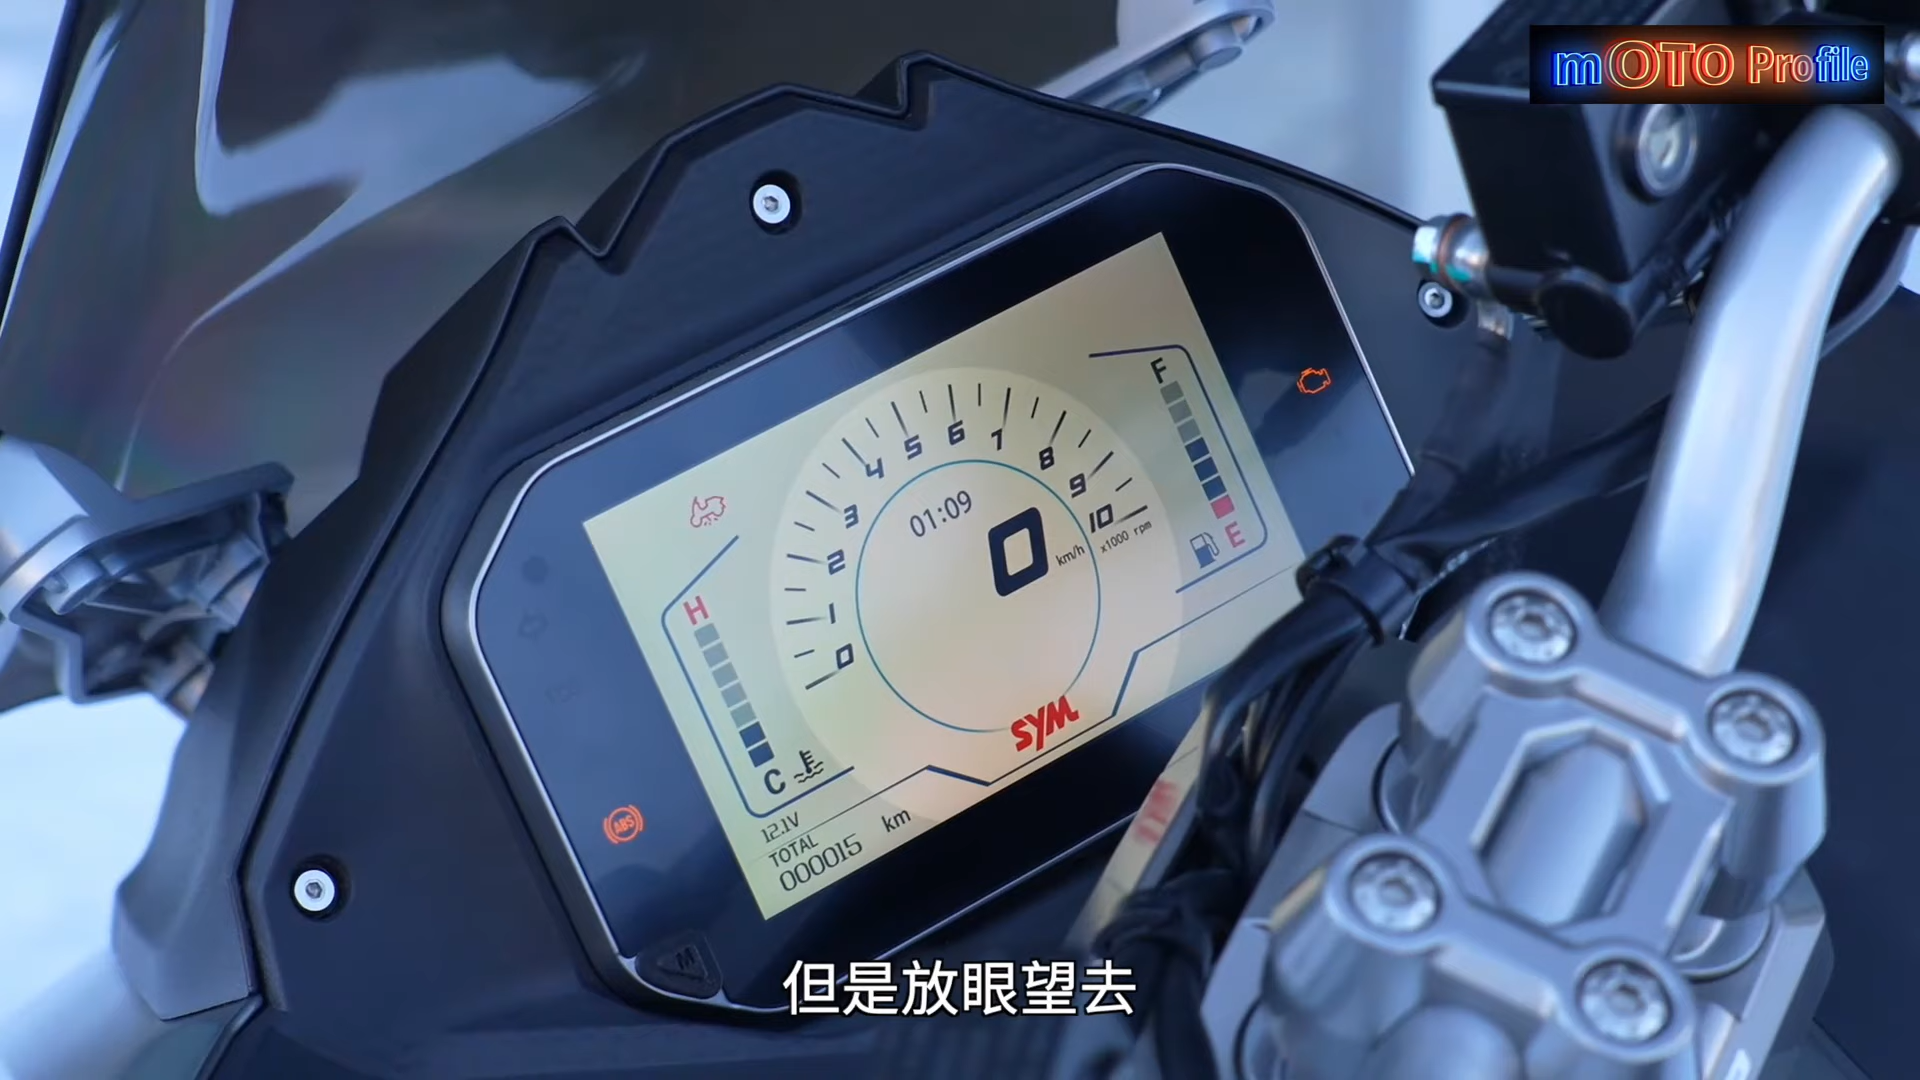 mOTO Profile
F
4 5 6 7 8 9 10
3 2 1 0
01:09
0
km/h
x1000 rpm
E
H
C
SYM
ABS
12.1V
TOTAL
000015 km
M
但是放眼望去